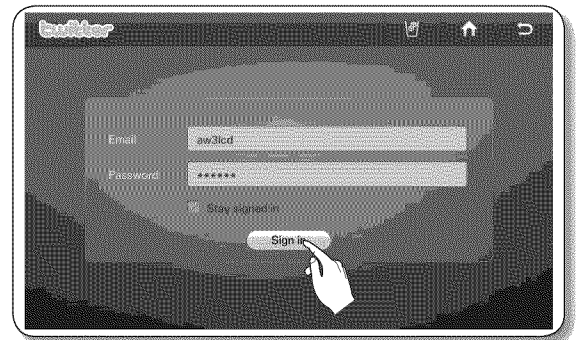 twitter
Email
aw3lcd
Password
******
Stay signed in
Sign in